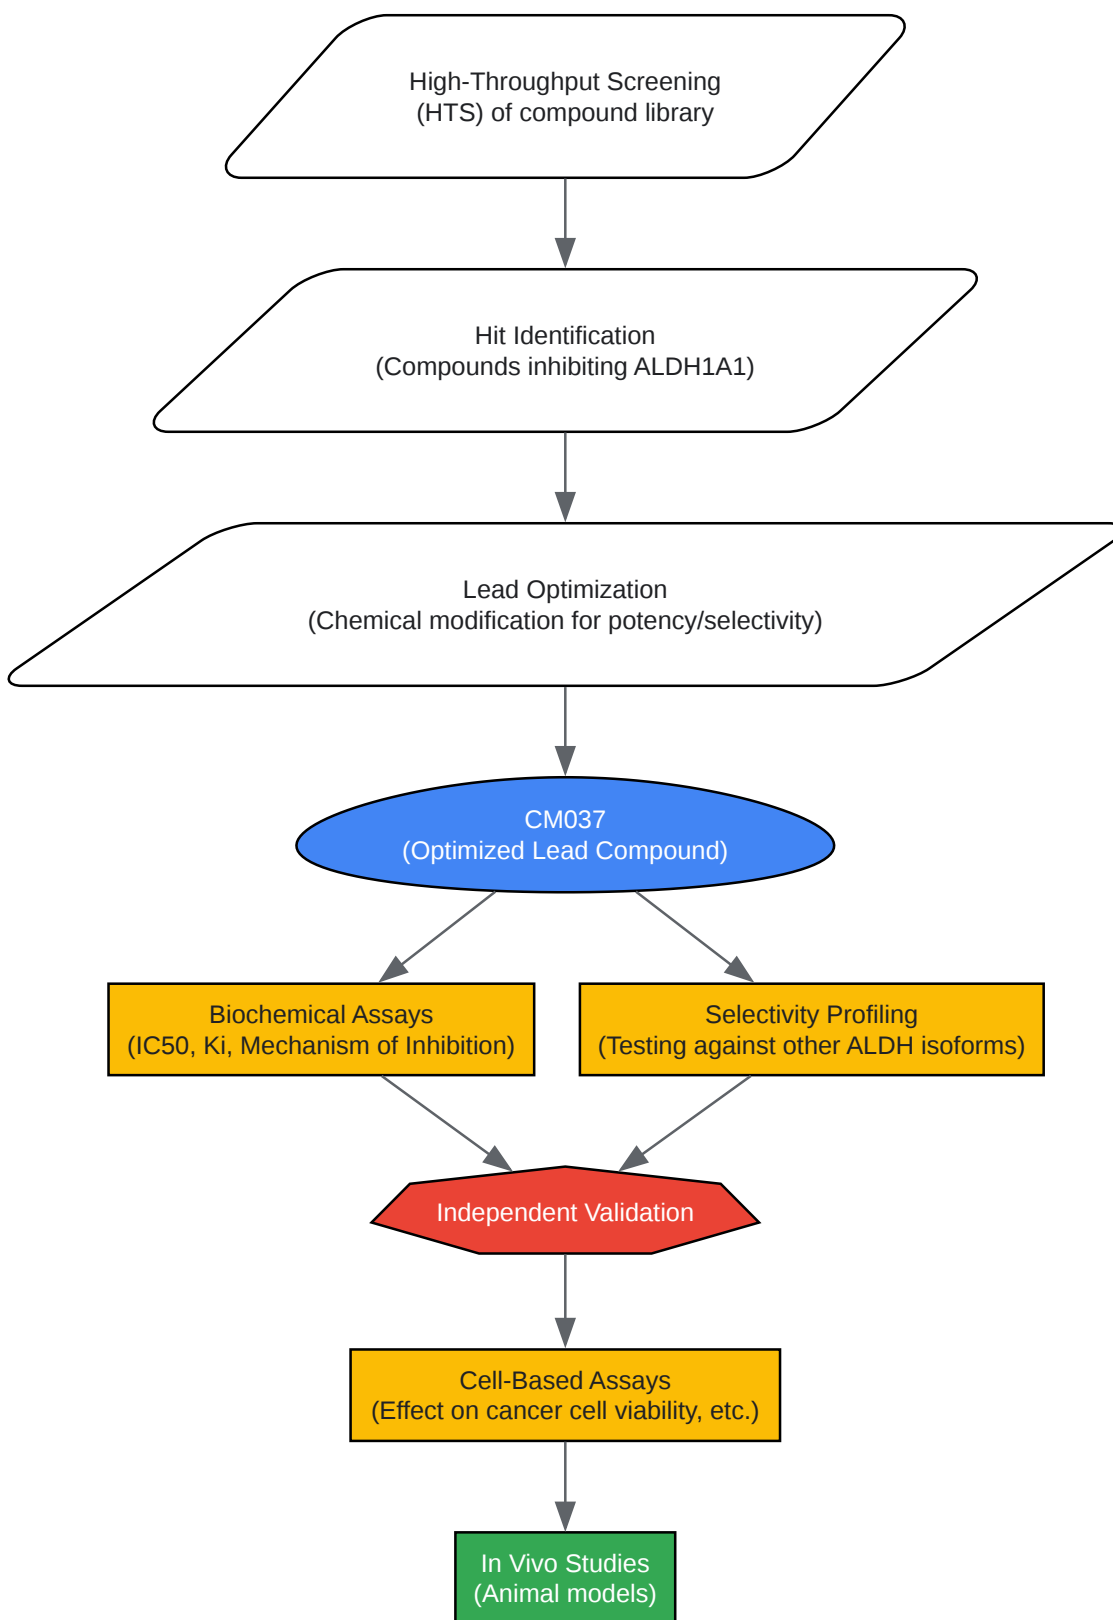 High-Throughput Screening
(HTS) of compound library
Hit Identification
(Compounds inhibiting ALDH1A1)
Lead Optimization
(Chemical modification for potency/selectivity)
CM037
(Optimized Lead Compound)
Biochemical Assays
(IC50, Ki, Mechanism of Inhibition)
Selectivity Profiling
(Testing against other ALDH isoforms)
Independent Validation
Cell-Based Assays
(Effect on cancer cell viability, etc.)
In Vivo Studies
(Animal models)